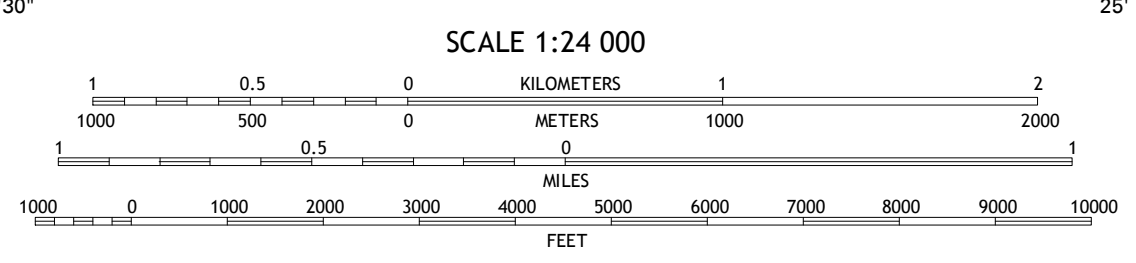 '30" 25'
SCALE 1:24 000
1 0.5 0 KILOMETERS 1 2
1000 500 0 METERS 1000 2000
1 0.5 0 1
MILES
1000 0 1000 2000 3000 4000 5000 6000 7000 8000 9000 10000
FEET